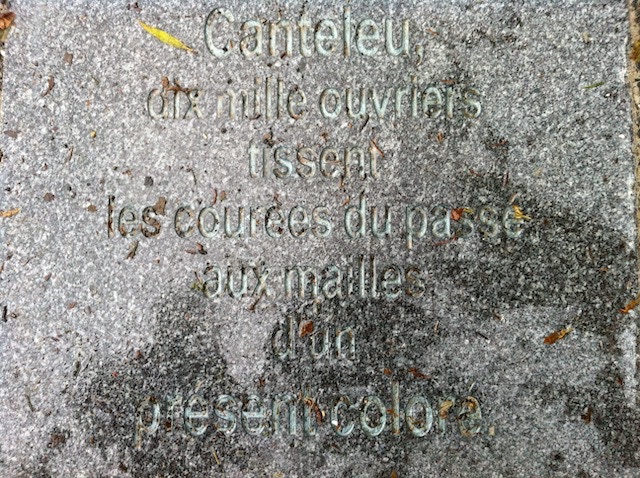 Canteleu,
dix mille ouvriers
tissent
les courées du passé
aux mailles
d'un
présent coloré.